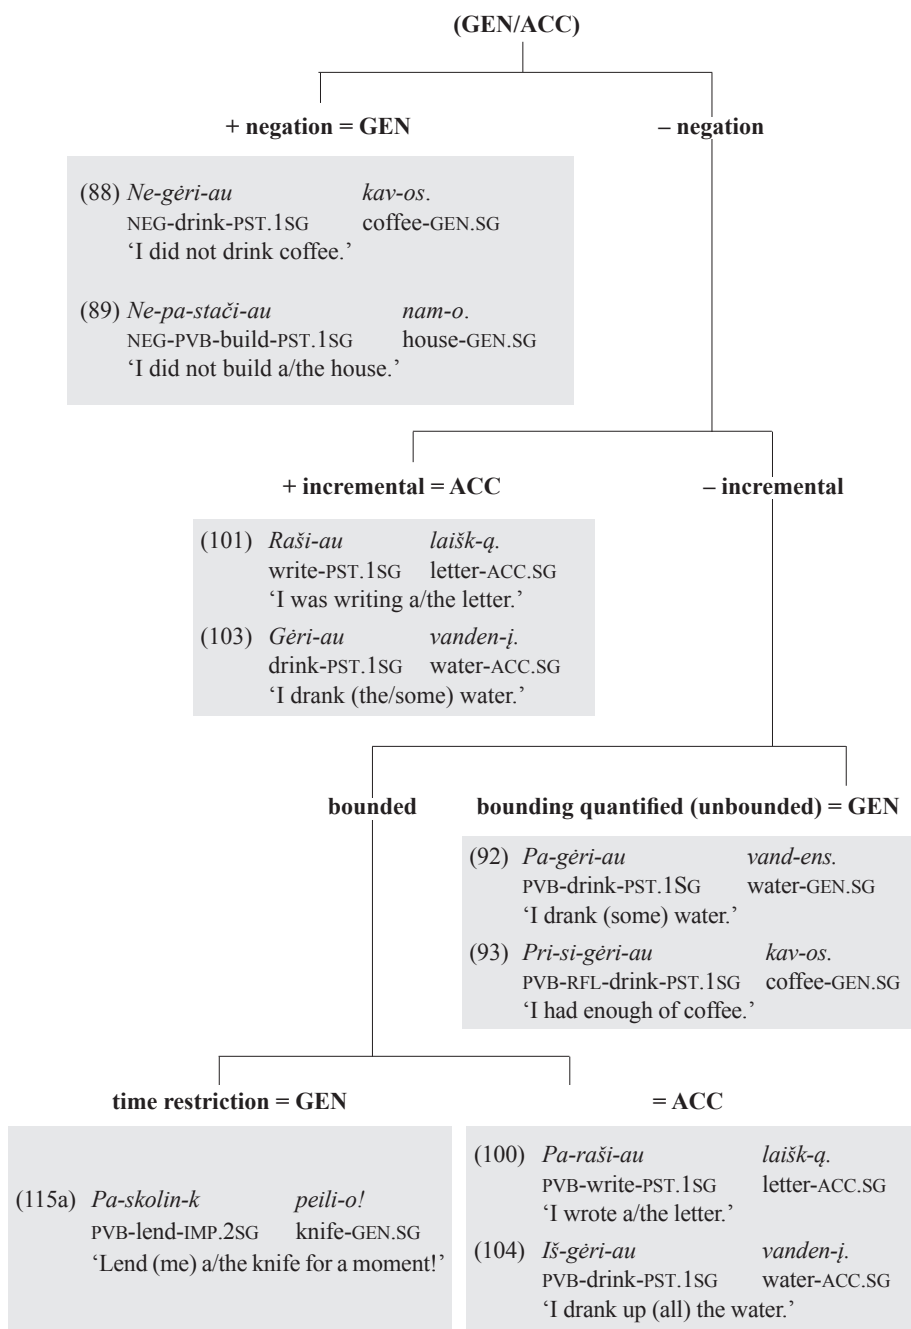 (GEN/ACC)
+ negation = GEN
– negation
(88) Ne-gėri-au kav-os.
NEG-drink-PST.1SG coffee-GEN.SG
‘I did not drink coffee.’
(89) Ne-pa-stači-au nam-o.
NEG-PVB-build-PST.1SG house-GEN.SG
‘I did not build a/the house.’
+ incremental = ACC
– incremental
(101) Raši-au laišk-ą.
write-PST.1SG letter-ACC.SG
‘I was writing a/the letter.’
(103) Gėri-au vanden-į.
drink-PST.1SG water-ACC.SG
‘I drank (the/some) water.’
bounded
bounding quantified (unbounded) = GEN
(92) Pa-gėri-au vand-ens.
PVB-drink-PST.1SG water-GEN.SG
‘I drank (some) water.’
(93) Pri-si-gėri-au kav-os.
PVB-RFL-drink-PST.1SG coffee-GEN.SG
‘I had enough of coffee.’
time restriction = GEN
= ACC
(115a) Pa-skolin-k peili-o!
PVB-lend-IMP.2SG knife-GEN.SG
‘Lend (me) a/the knife for a moment!’
(100) Pa-raši-au laišk-ą.
PVB-write-PST.1SG letter-ACC.SG
‘I wrote a/the letter.’
(104) Iš-gėri-au vanden-į.
PVB-drink-PST.1SG water-ACC.SG
‘I drank up (all) the water.’